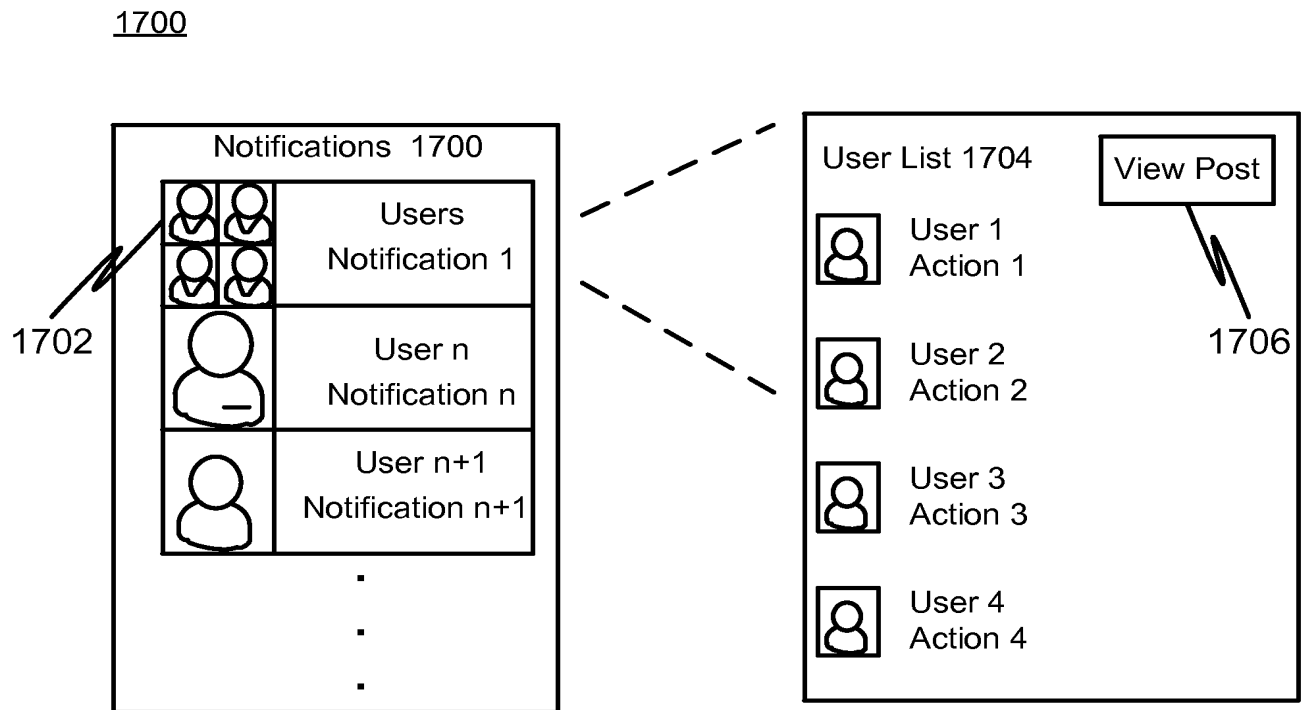 1700
Notifications 1700
Users
Notification 1
User n
Notification n
User n+1
Notification n+1
.
.
.
1702
User List 1704
View Post
User 1
Action 1
User 2
Action 2
User 3
Action 3
User 4
Action 4
1706